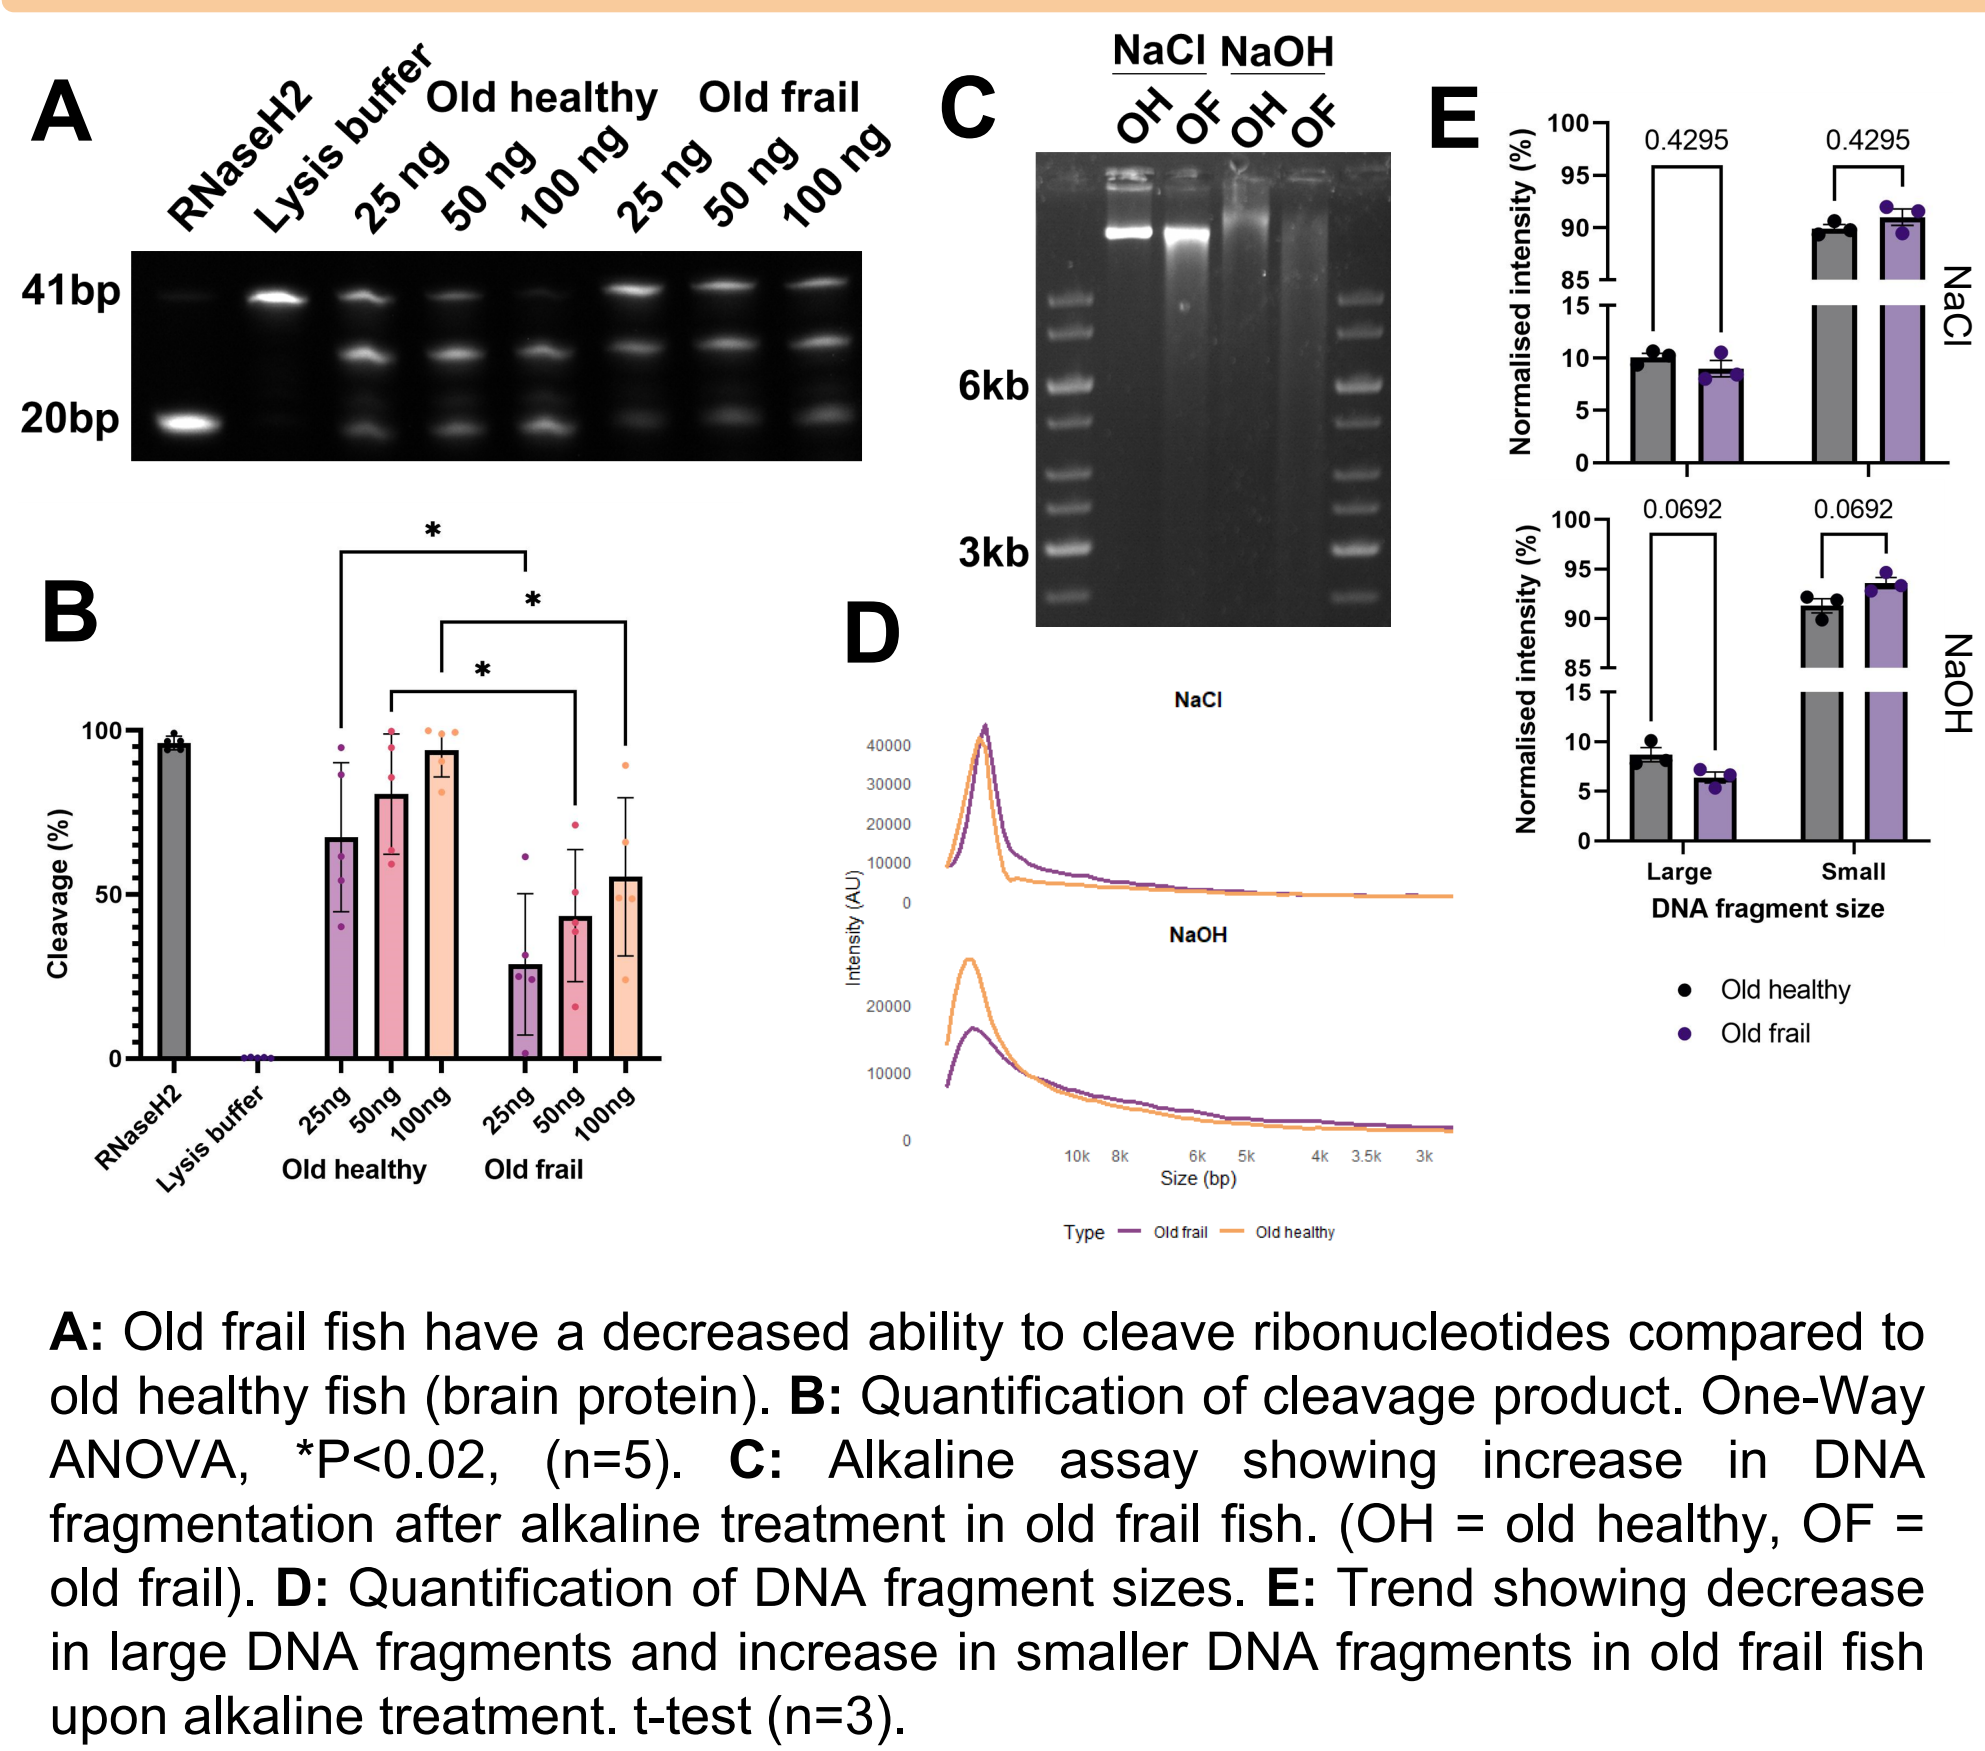 A
RNaseH2
Lysis buffer
Old healthy
Old frail
25 ng
50 ng
100 ng
25 ng
50 ng
100 ng
41bp
20bp
B
*
*
*
Cleavage (%)
100
50
0
RNaseH2
Lysis buffer
25ng
50ng
100ng
25ng
50ng
100ng
Old healthy
Old frail
C
NaCl NaOH
OH
OF
OH
OF
6kb
3kb
D
NaCl
40000
30000
20000
10000
0
Intensity (AU)
NaOH
20000
10000
0
10k 8k 6k 5k 4k 3.5k 3k
Size (bp)
Type Old frail Old healthy
E
Normalised intensity (%)
100
95
90
85
15
10
5
0
0.4295
0.4295
NaCl
Normalised intensity (%)
100
95
90
85
15
10
5
0
0.0692
0.0692
NaOH
Large Small
DNA fragment size
Old healthy
Old frail
A: Old frail fish have a decreased ability to cleave ribonucleotides compared to
old healthy fish (brain protein). B: Quantification of cleavage product. One-Way
ANOVA, *P<0.02, (n=5). C: Alkaline assay showing increase in DNA
fragmentation after alkaline treatment in old frail fish. (OH = old healthy, OF =
old frail). D: Quantification of DNA fragment sizes. E: Trend showing decrease
in large DNA fragments and increase in smaller DNA fragments in old frail fish
upon alkaline treatment. t-test (n=3).